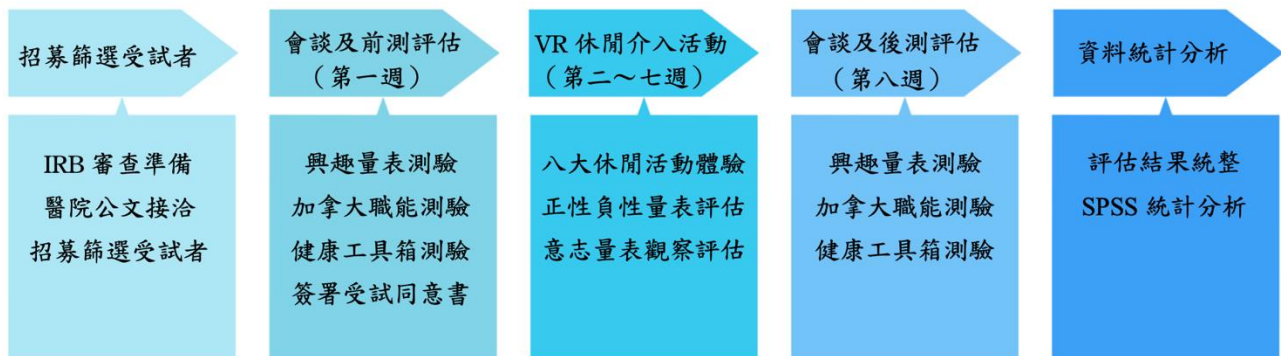 招募篩選受試者
IRB 審查準備
醫院公文接洽
招募篩選受試者
會談及前測評估
（第一週）
興趣量表測驗
加拿大職能測驗
健康工具箱測驗
簽署受試同意書
VR 休閒介入活動
（第二～七週）
八大休閒活動體驗
正性負性量表評估
意志量表觀察評估
會談及後測評估
（第八週）
興趣量表測驗
加拿大職能測驗
健康工具箱測驗
資料統計分析
評估結果統整
SPSS 統計分析